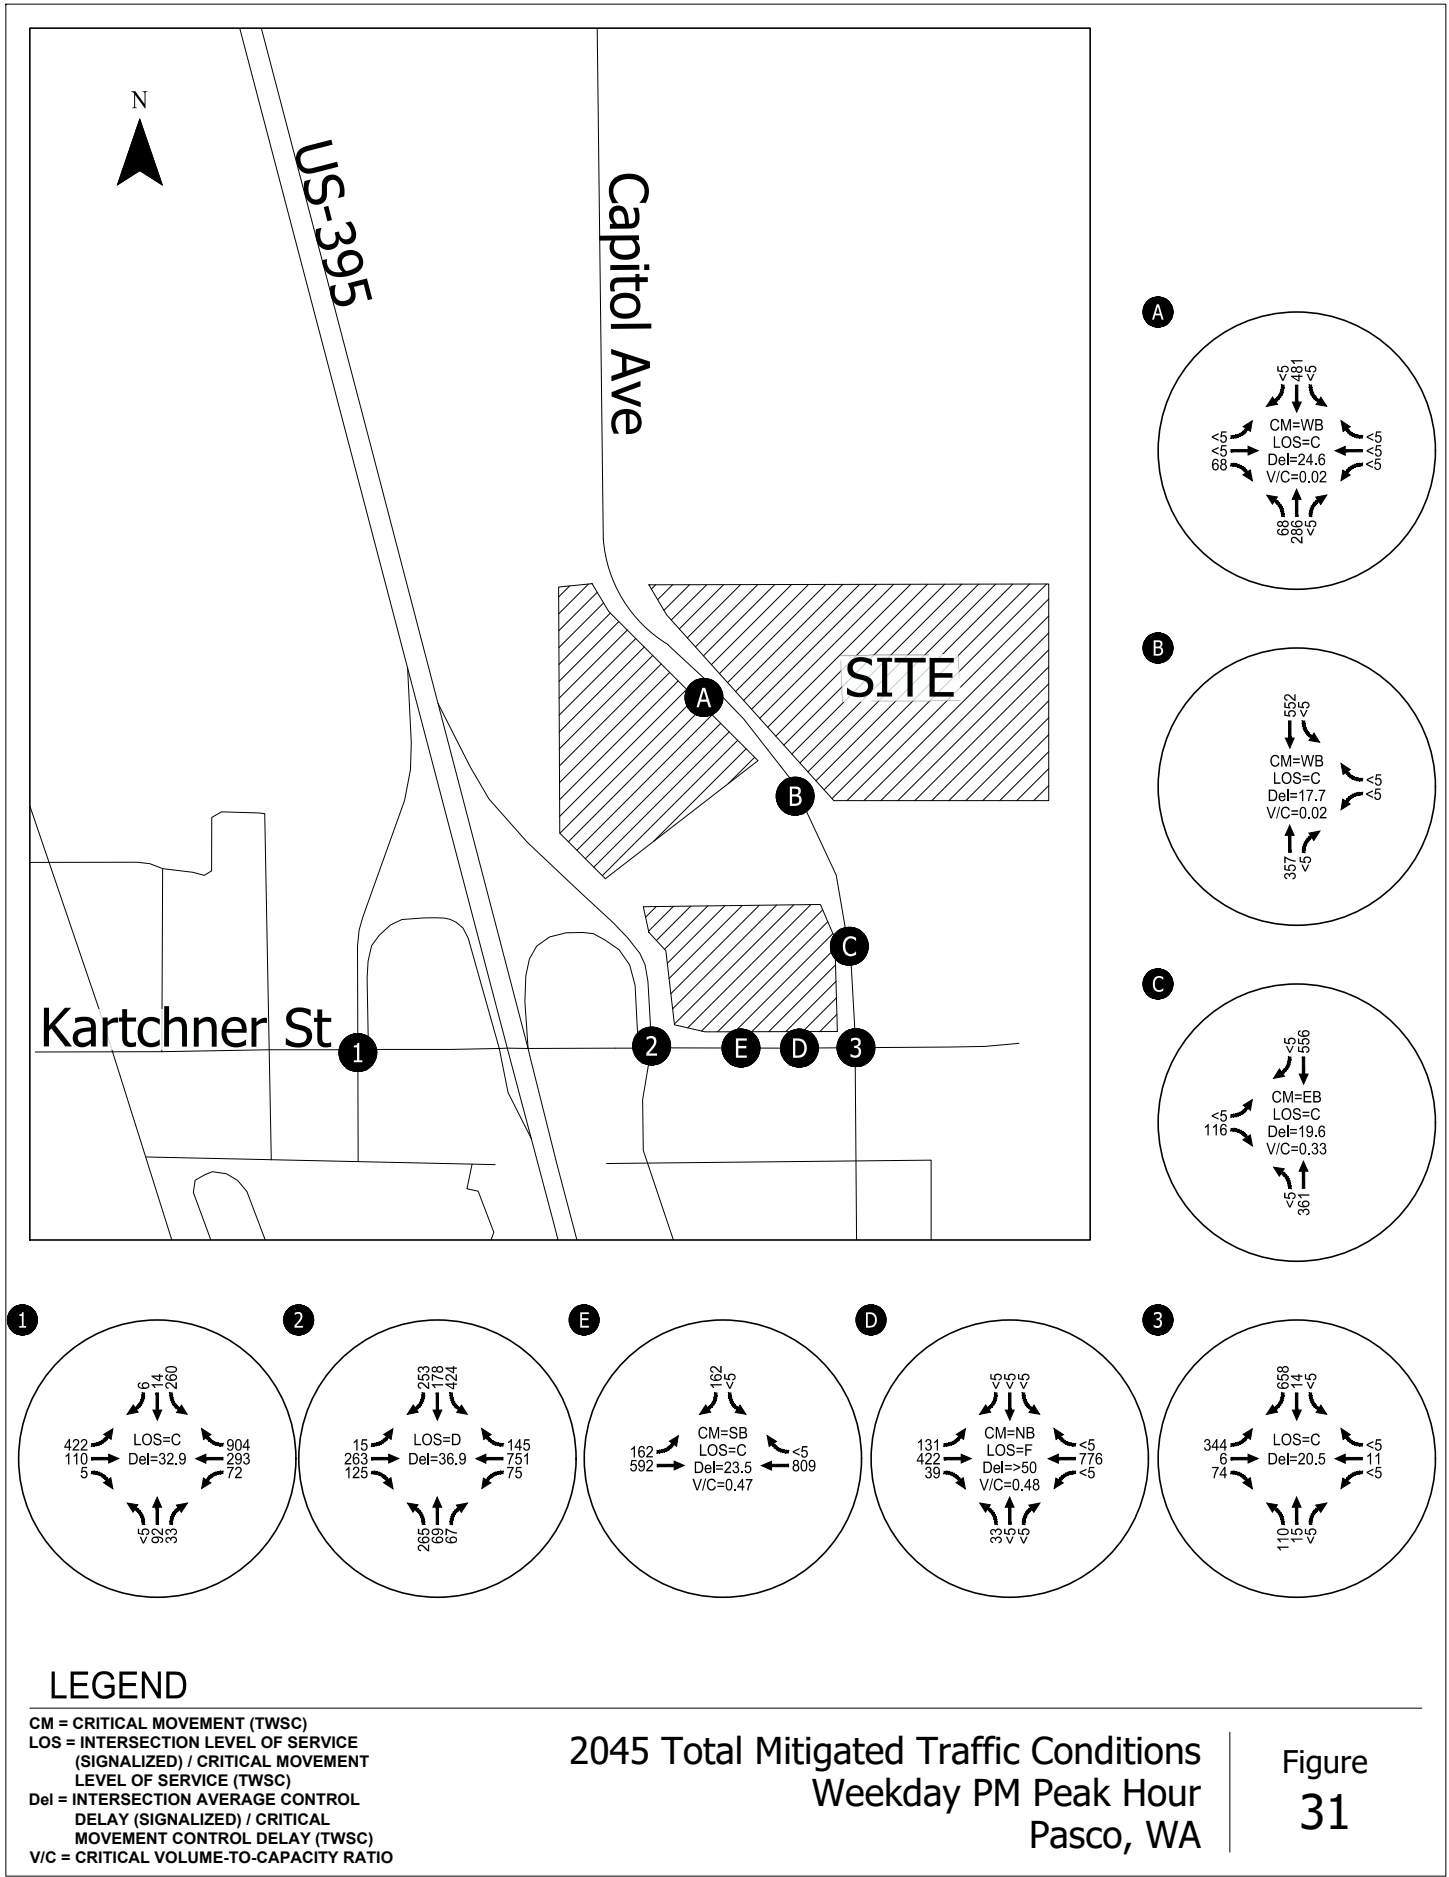 N
US-395
Capitol Ave
SITE
A
B
C
Kartchner St
1
2
E
D
3
A
<5
481
<5
CM=WB
LOS=C
Del=24.6
V/C=0.02
<5
<5
68
<5
<5
<5
68
286
<5
B
552
<5
CM=WB
LOS=C
Del=17.7
V/C=0.02
<5
<5
357
<5
C
<5
556
CM=EB
LOS=C
Del=19.6
V/C=0.33
<5
116
<5
361
1
6
14
260
LOS=C
Del=32.9
422
110
5
904
293
72
<5
92
33
2
253
178
424
LOS=D
Del=36.9
15
263
125
145
751
75
265
69
67
E
162
<5
CM=SB
LOS=C
Del=23.5
V/C=0.47
162
592
<5
809
D
<5
<5
<5
CM=NB
LOS=F
Del=>50
V/C=0.48
131
422
39
<5
776
<5
33
<5
<5
3
658
14
<5
LOS=C
Del=20.5
344
6
74
<5
11
<5
110
15
<5
LEGEND
CM = CRITICAL MOVEMENT (TWSC)
LOS = INTERSECTION LEVEL OF SERVICE
(SIGNALIZED) / CRITICAL MOVEMENT
LEVEL OF SERVICE (TWSC)
Del = INTERSECTION AVERAGE CONTROL
DELAY (SIGNALIZED) / CRITICAL
MOVEMENT CONTROL DELAY (TWSC)
V/C = CRITICAL VOLUME-TO-CAPACITY RATIO
2045 Total Mitigated Traffic Conditions
Weekday PM Peak Hour
Pasco, WA
Figure
31